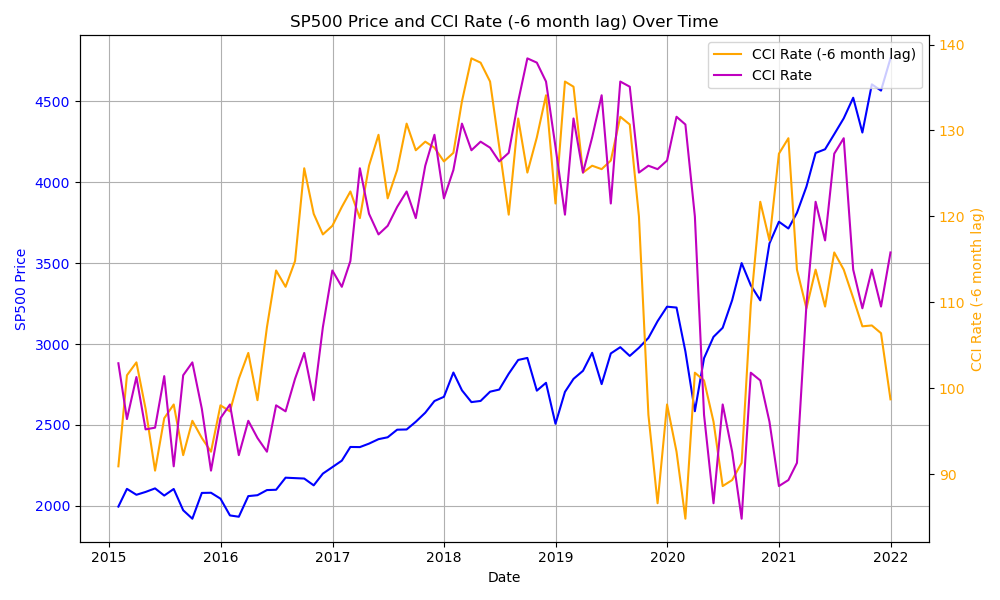 SP500 Price and CCI Rate (-6 month lag) Over Time
CCI Rate (-6 month lag)
CCI Rate
4500
4000
3500
3000
2500
2000
SP500 Price
140
130
120
110
100
90
CCI Rate (-6 month lag)
2015 2016 2017 2018 2019 2020 2021 2022
Date